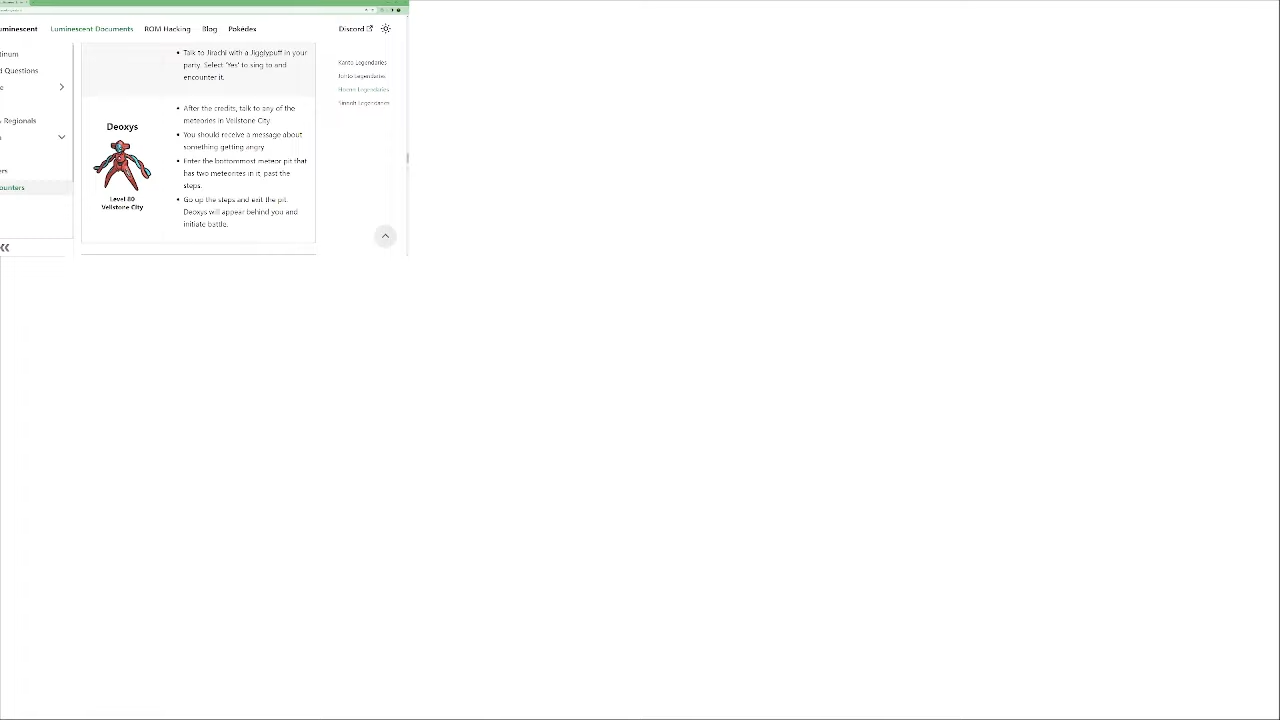 uminescent Luminescent Documents ROM Hacking Blog Pokédex Discord
tinum
d Questions
e
& Regionals
s
ers
ounters
Talk to Jirachi with a Jigglypuff in your
party. Select 'Yes' to sing to and
encounter it.
Deoxys
Level 80
Veilstone City
After the credits, talk to any of the
meteories in Veilstone City
You should receive a message about
something getting angry
Enter the bottommost meteor pit that
has two meteorites in it, past the
steps.
Go up the steps and exit the pit.
Deoxys will appear behind you and
initiate battle.
Kanto Legendaries
Johto Legendaries
Hoenn Legendaries
Sinnoh Legendaries